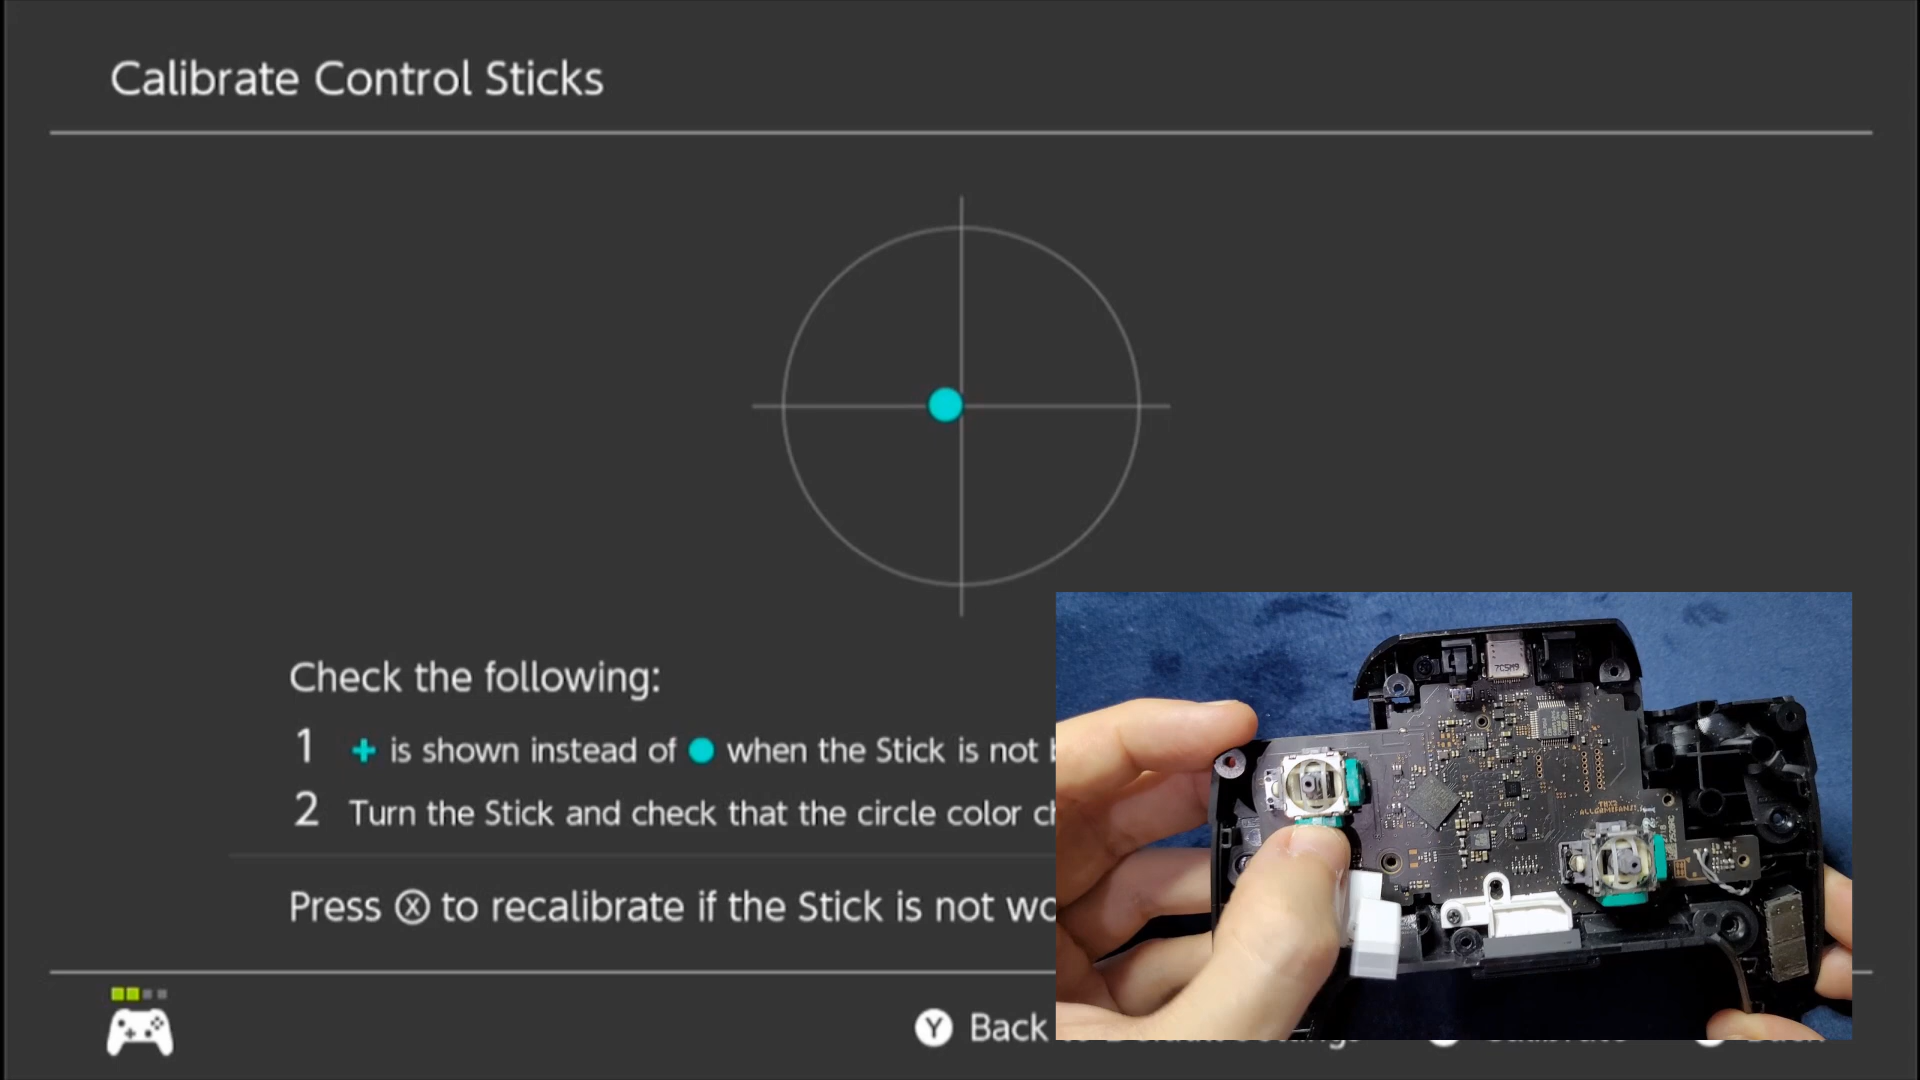 Calibrate Control Sticks
Check the following:
1 + is shown instead of ● when the Stick is not
2 Turn the Stick and check that the circle color
Press Ⓧ to recalibrate if the Stick is not
Ⓨ Back
7CSM9